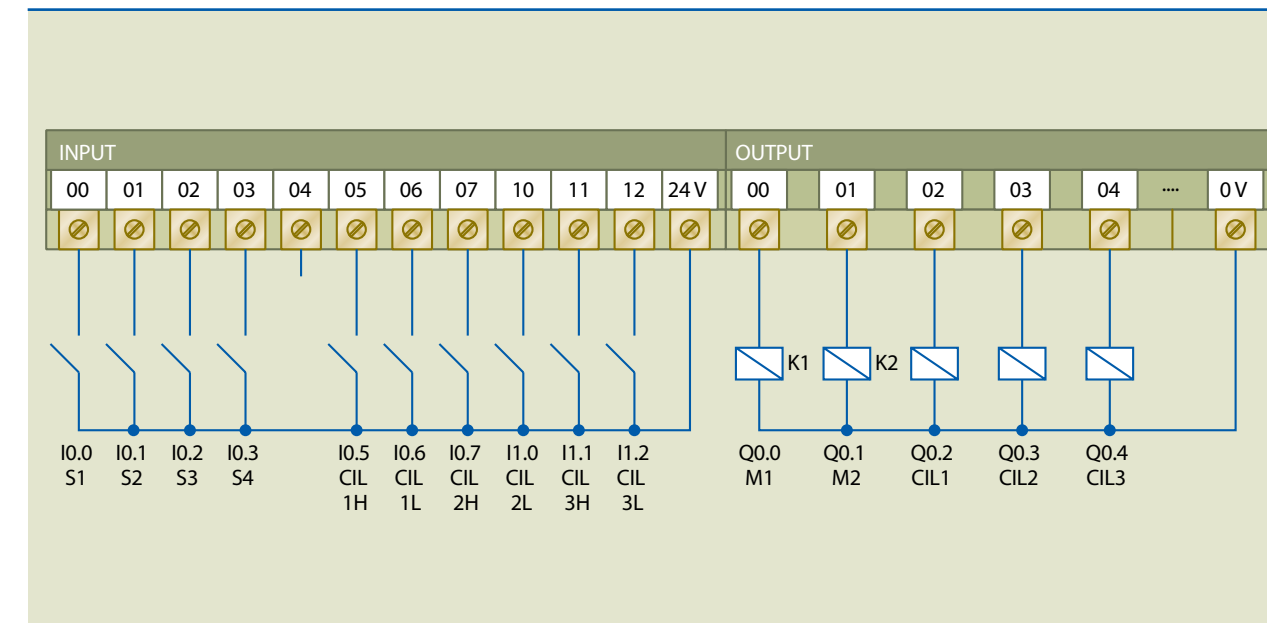 INPUT OUTPUT
00 01 02 03 04 05 06 07 10 11 12 24 V 00 01 02 03 04 .... 0 V
K1 K2
I0.0 I0.1 I0.2 I0.3 I0.5 I0.6 I0.7 I1.0 I1.1 I1.2 Q0.0 Q0.1 Q0.2 Q0.3 Q0.4
S1 S2 S3 S4 CIL CIL CIL CIL CIL CIL M1 M2 CIL1 CIL2 CIL3
1H 1L 2H 2L 3H 3L